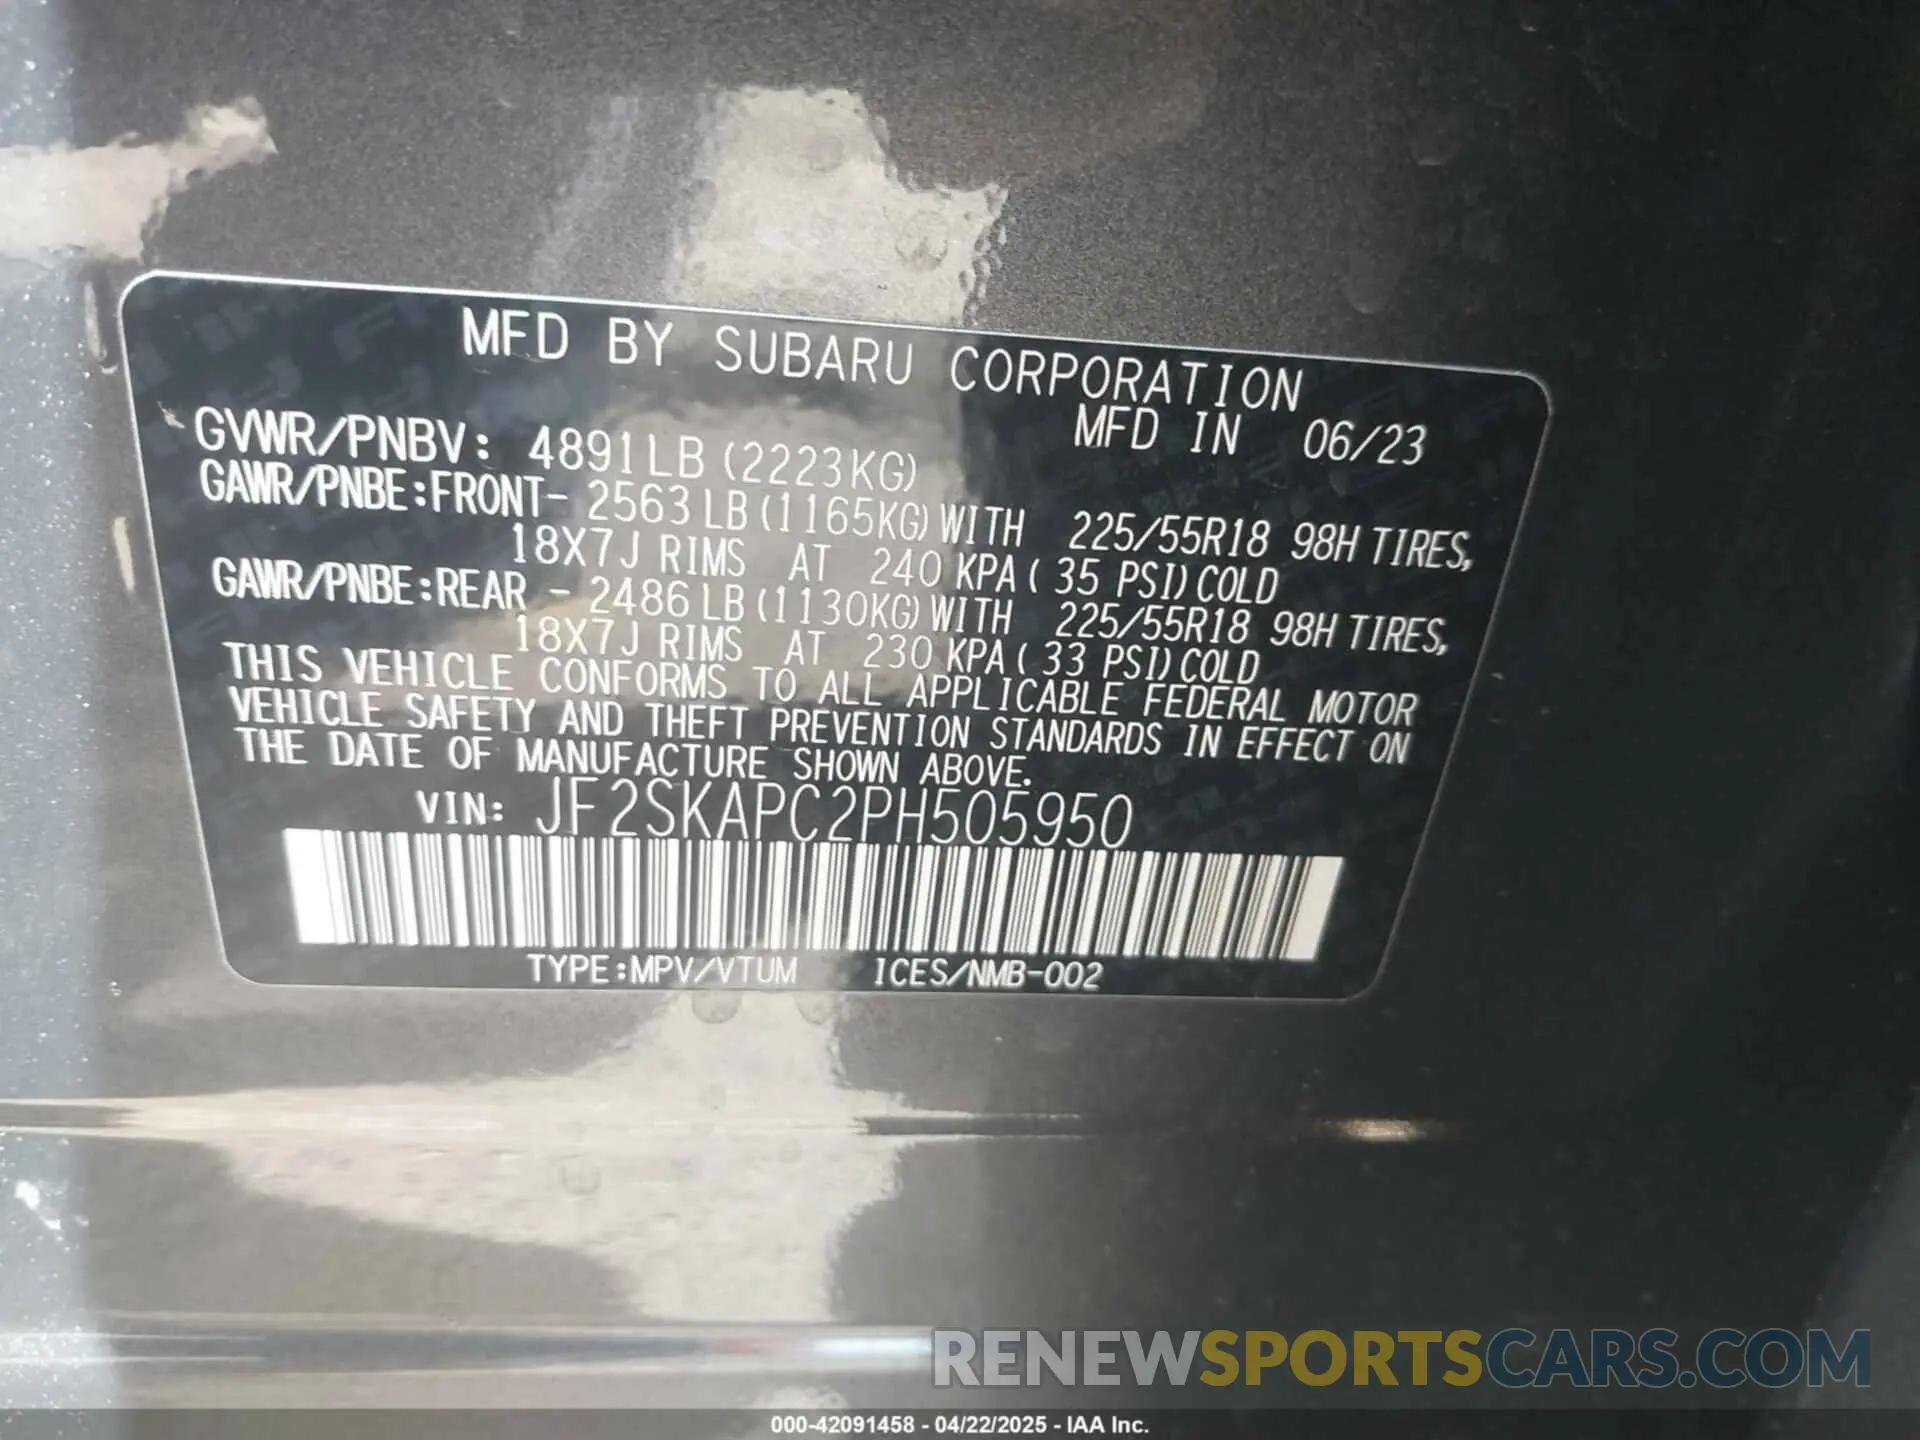 MFD BY SUBARU CORPORATION
MFD IN 06/23
GVWR/PNBV: 4891LB (2223KG)
GAWR/PNBE:FRONT- 2563 LB (1165KG) WITH 225/55R18 98H TIRES,
18X7J RIMS AT 240 KPA ( 35 PSI) COLD
GAWR/PNBE:REAR - 2486 LB (1130KG) WITH 225/55R18 98H TIRES,
18X7J RIMS AT 230 KPA ( 33 PSI) COLD
THIS VEHICLE CONFORMS TO ALL APPLICABLE FEDERAL MOTOR
VEHICLE SAFETY AND THEFT PREVENTION STANDARDS IN EFFECT ON
THE DATE OF MANUFACTURE SHOWN ABOVE.
VIN: JF2SKAPC2PH505950
TYPE:MPV/VTUM ICES/NMB-002
RENEWSPORTSCARS.COM
000-42091458 - 04/22/2025 - IAA Inc.